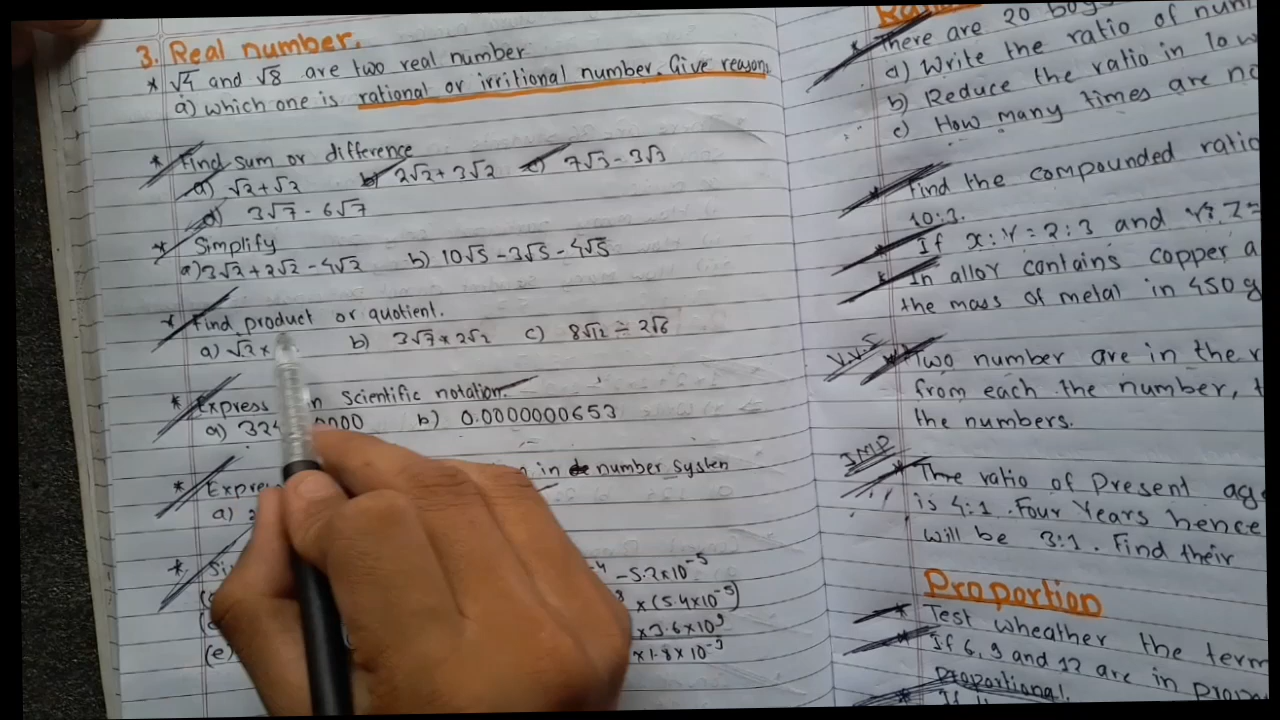 3. Real number.
* √4 and √8 are two real number
a) which one is rational or irritional number. Give reason.
* Find sum or difference
a) √2+√2 b) 2√2+3√2 c) 7√3-3√3
d) 3√7-6√7
* Simplify
a) 3√2+2√2-4√2 b) 10√5-3√5-4√5
* Find product or quotient.
a) √2× b) 3√7×2√2 c) 8√12÷2√6
* Express in Scientific notation.
a) 32 0000 b) 0.0000000653
* Expre in number system
a)
* Si -5.2×10⁻⁵
×(5.4×10⁻³)
×3.6×10⁹
(e) ×1.8×10⁻³
* There are 20 boys
a) Write the ratio of num
b) Reduce the ratio in low
c) How many times are no
* Find the compounded ratio
10:3.
* If x:Y=2:3 and Y:Z=
* In allor contains copper a
the mass of metal in 450 g
V.V.I
* Two number are in the r
from each the number, t
the numbers.
IMP
* The ratio of Present age
is 4:1. Four Years hence
will be 3:1. Find their
Proportion
* Test wheather the term
* If 6, 9 and 12 are in propo
Proportional.
* If